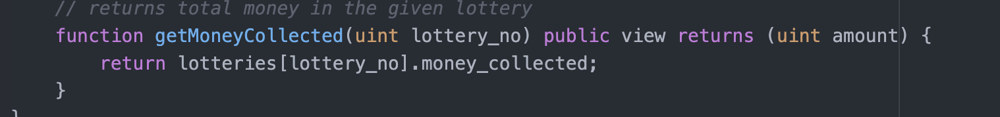 // returns total money in the given lottery
function getMoneyCollected(uint lottery_no) public view returns (uint amount) {
return lotteries[lottery_no].money_collected;
}
}